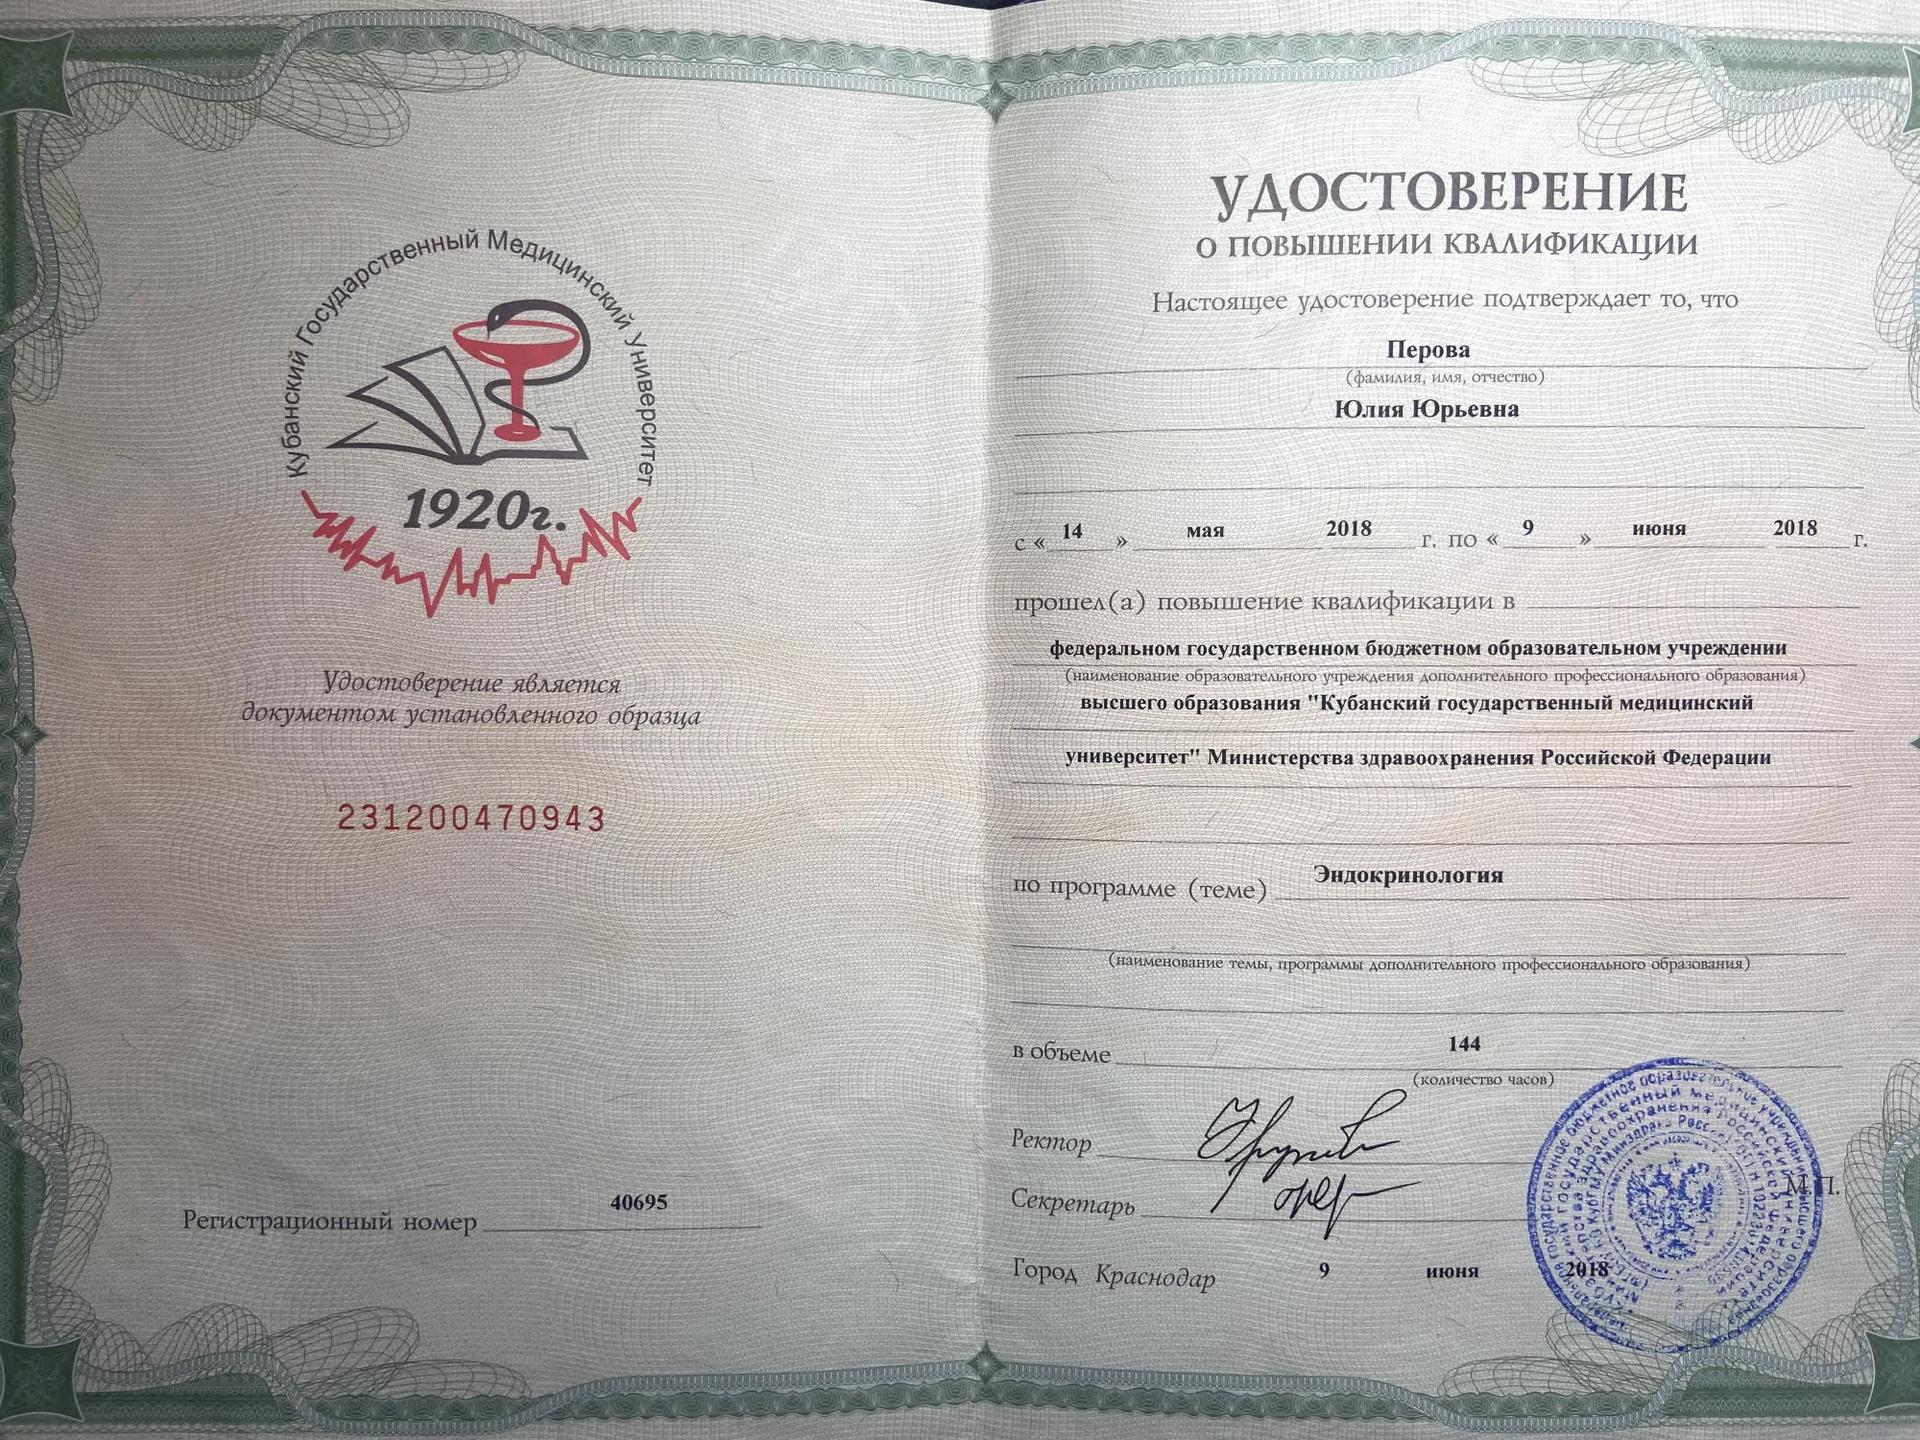 Кубанский Государственный Медицинский Университет
1920г.
Удостоверение является
документом установленного образца
231200470943
Регистрационный номер 40695
УДОСТОВЕРЕНИЕ
О ПОВЫШЕНИИ КВАЛИФИКАЦИИ
Настоящее удостоверение подтверждает то, что
Перова
(фамилия, имя, отчество)
Юлия Юрьевна
с « 14 » мая 2018 г. по « 9 » июня 2018 г.
прошел(а) повышение квалификации в
федеральном государственном бюджетном образовательном учреждении
(наименование образовательного учреждения дополнительного профессионального образования)
высшего образования "Кубанский государственный медицинский
университет" Министерства здравоохранения Российской Федерации
по программе (теме) Эндокринология
(наименование темы, программы дополнительного профессионального образования)
в объеме 144
(количество часов)
Ректор
Секретарь
М.П.
Город Краснодар 9 июня 2018